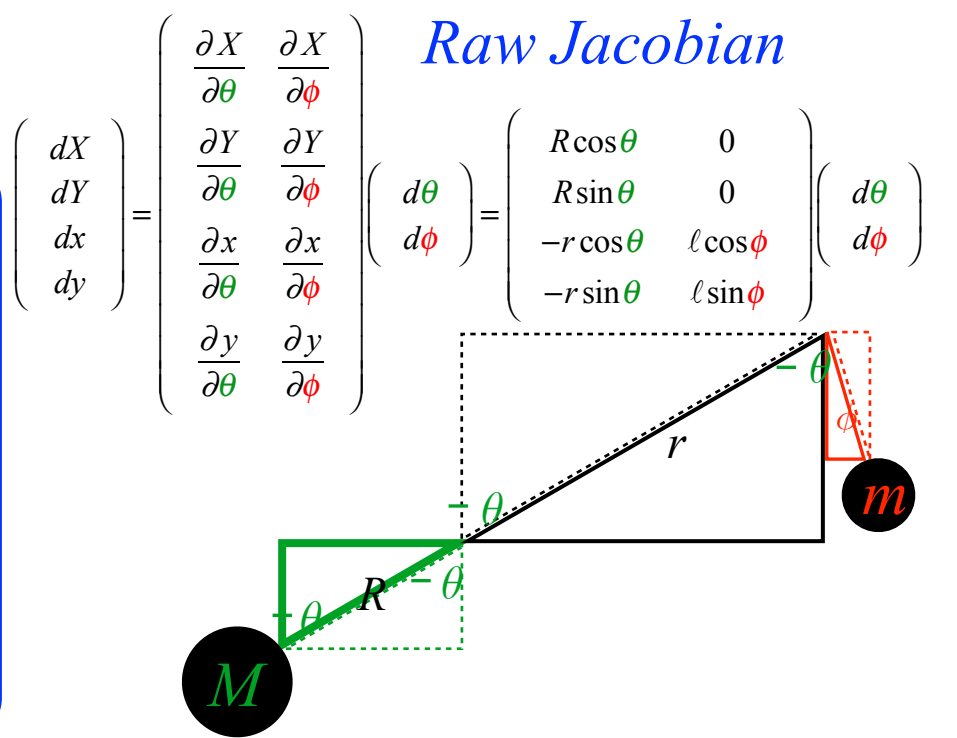 Raw Jacobian
( dX dY dx dy ) = ( ∂X/∂θ ∂X/∂ϕ ∂Y/∂θ ∂Y/∂ϕ ∂x/∂θ ∂x/∂ϕ ∂y/∂θ ∂y/∂ϕ ) ( dθ dϕ ) = ( Rcosθ 0 Rsinθ 0 −rcosθ ℓcosϕ −rsinθ ℓsinϕ ) ( dθ dϕ )
− θ
ϕ
r
m
− θ
− θ
R
− θ
M